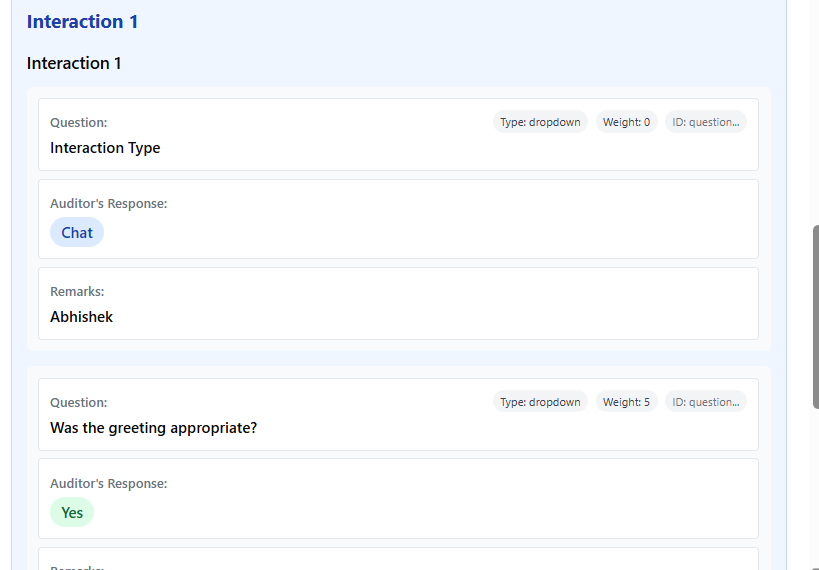 Interaction 1
Interaction 1
Question:
Type: dropdown
Weight: 0
ID: question...
Interaction Type
Auditor's Response:
Chat
Remarks:
Abhishek
Question:
Type: dropdown
Weight: 5
ID: question...
Was the greeting appropriate?
Auditor's Response:
Yes
Remarks: